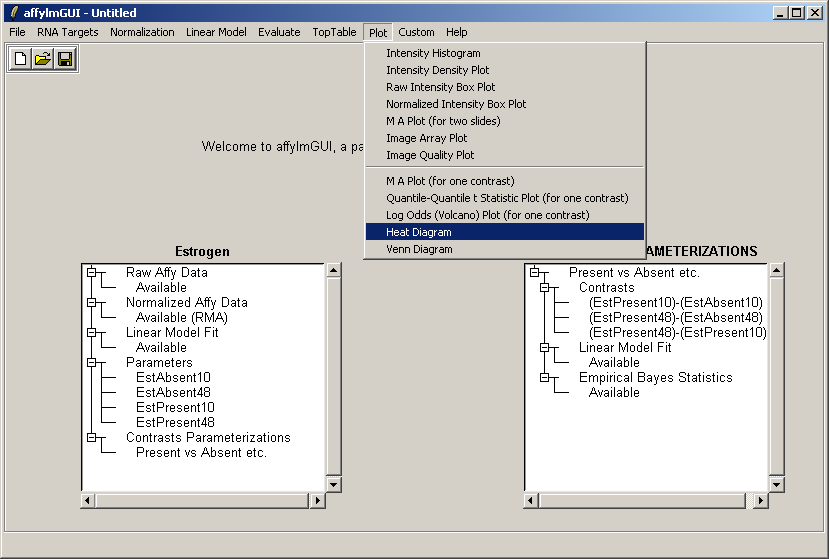 affylmGUI - Untitled
File RNA Targets Normalization Linear Model Evaluate TopTable Plot Custom Help
Intensity Histogram
Intensity Density Plot
Raw Intensity Box Plot
Normalized Intensity Box Plot
M A Plot (for two slides)
Image Array Plot
Image Quality Plot
M A Plot (for one contrast)
Quantile-Quantile t Statistic Plot (for one contrast)
Log Odds (Volcano) Plot (for one contrast)
Heat Diagram
Venn Diagram
Welcome to affylmGUI, a pa
Estrogen
Raw Affy Data
Available
Normalized Affy Data
Available (RMA)
Linear Model Fit
Available
Parameters
EstAbsent10
EstAbsent48
EstPresent10
EstPresent48
Contrasts Parameterizations
Present vs Absent etc.
AMETERIZATIONS
Present vs Absent etc.
Contrasts
(EstPresent10)-(EstAbsent10)
(EstPresent48)-(EstAbsent48)
(EstPresent48)-(EstPresent10)
Linear Model Fit
Available
Empirical Bayes Statistics
Available